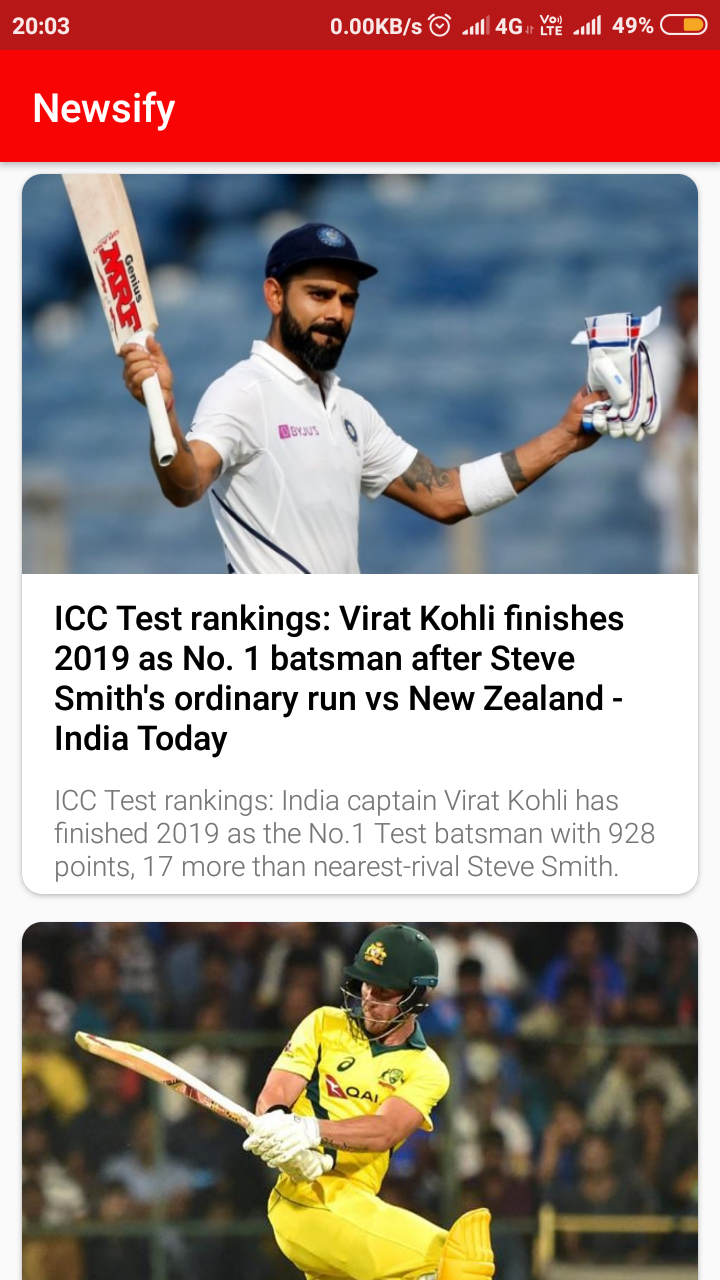 20:03 0.00KB/s 4G VoLTE 49%
Newsify
Genius
MRF
BYJU'S
ICC Test rankings: Virat Kohli finishes
2019 as No. 1 batsman after Steve
Smith's ordinary run vs New Zealand -
India Today
ICC Test rankings: India captain Virat Kohli has
finished 2019 as the No.1 Test batsman with 928
points, 17 more than nearest-rival Steve Smith.
QAI